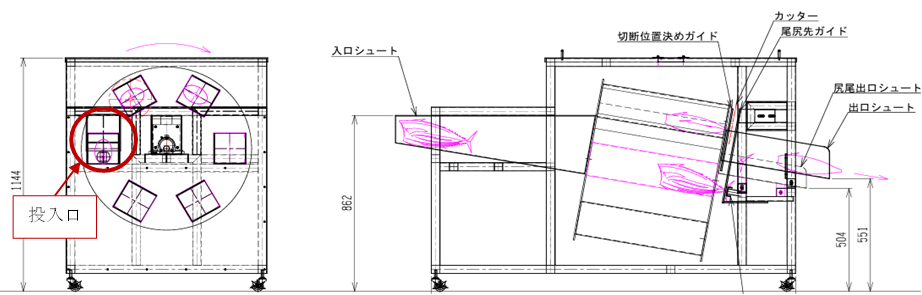 カッター
切断位置決めガイド
尾尻先ガイド
入口シュート
尻尾出口シュート
出口シュート
投入口
1144
862
504
551